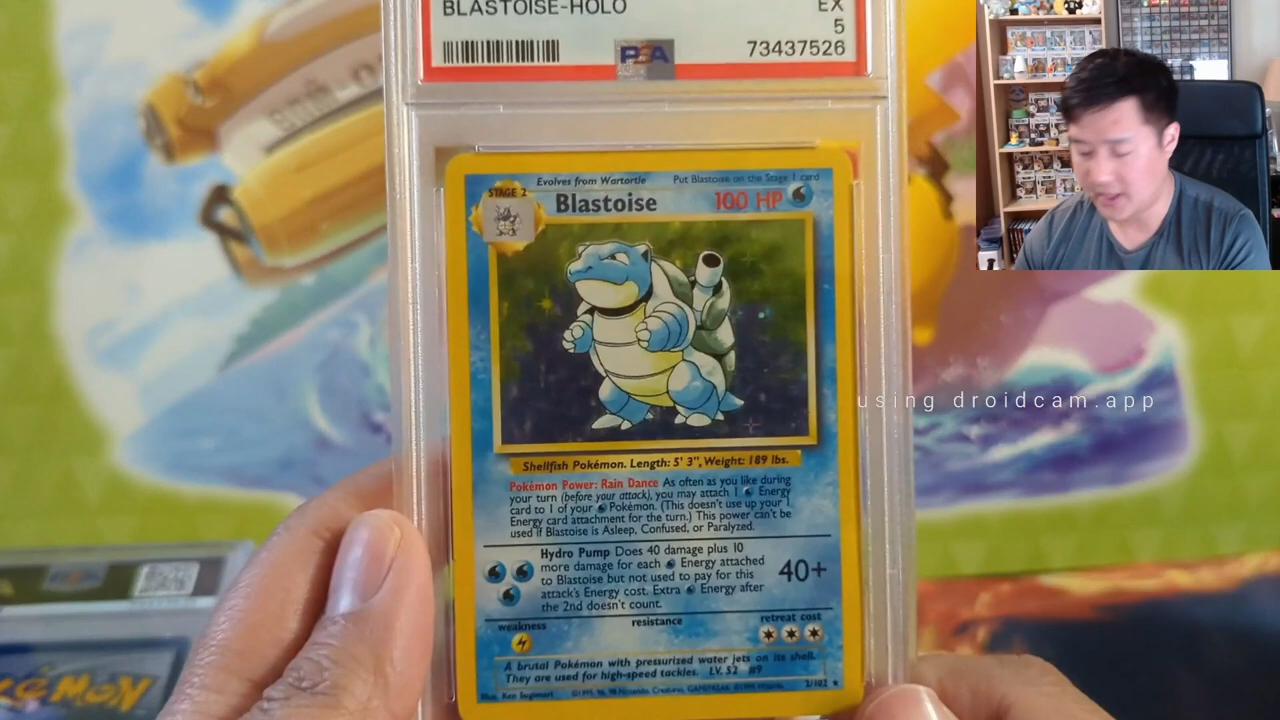 BLASTOISE-HOLO EX
5
PSA 73437526
Evolves from Wartortle Put Blastoise on the Stage 1 card
STAGE 2
Blastoise 100 HP
using droidcam.app
Shellfish Pokémon. Length: 5' 3", Weight: 189 lbs.
Pokémon Power: Rain Dance As often as you like during
your turn (before your attack), you may attach 1 Energy
card to 1 of your Pokémon. (This doesn't use up your 1
Energy card attachment for the turn.) This power can't be
used if Blastoise is Asleep, Confused, or Paralyzed.
Hydro Pump Does 40 damage plus 10
more damage for each Energy attached
to Blastoise but not used to pay for this
attack's Energy cost. Extra Energy after
the 2nd doesn't count.
40+
weakness resistance retreat cost
A brutal Pokémon with pressurized water jets on its shell.
They are used for high-speed tackles. LV. 52 #9
Illus. Ken Sugimori 2/102 ★